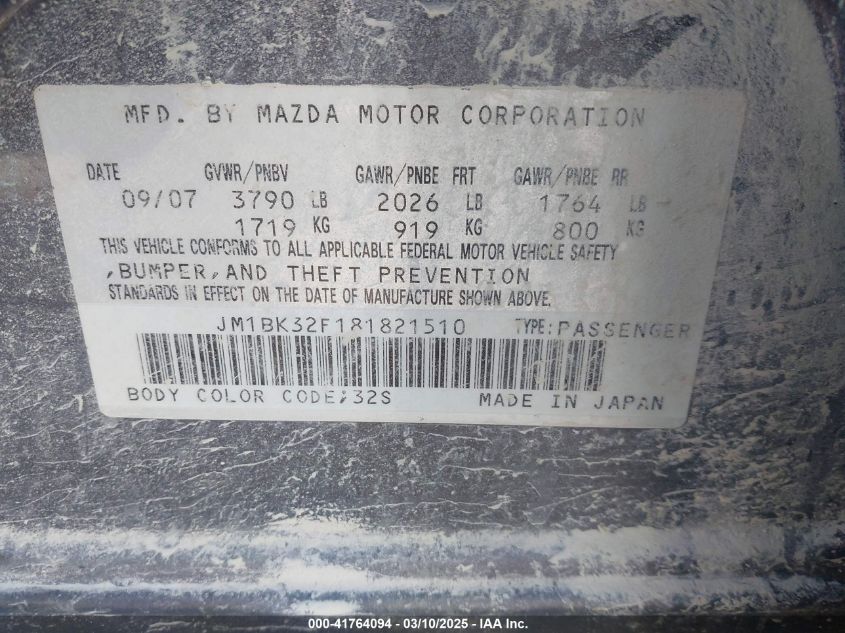 MFD. BY MAZDA MOTOR CORPORATION
DATE GVWR/PNBV GAWR/PNBE FRT GAWR/PNBE RR
09/07 3790 LB 2026 LB 1764 LB
1719 KG 919 KG 800 KG
THIS VEHICLE CONFORMS TO ALL APPLICABLE FEDERAL MOTOR VEHICLE SAFETY
,BUMPER,AND THEFT PREVENTION
STANDARDS IN EFFECT ON THE DATE OF MANUFACTURE SHOWN ABOVE.
JM1BK32F181821510 TYPE:PASSENGER
BODY COLOR CODE:32S MADE IN JAPAN
000-41764094 - 03/10/2025 - IAA Inc.